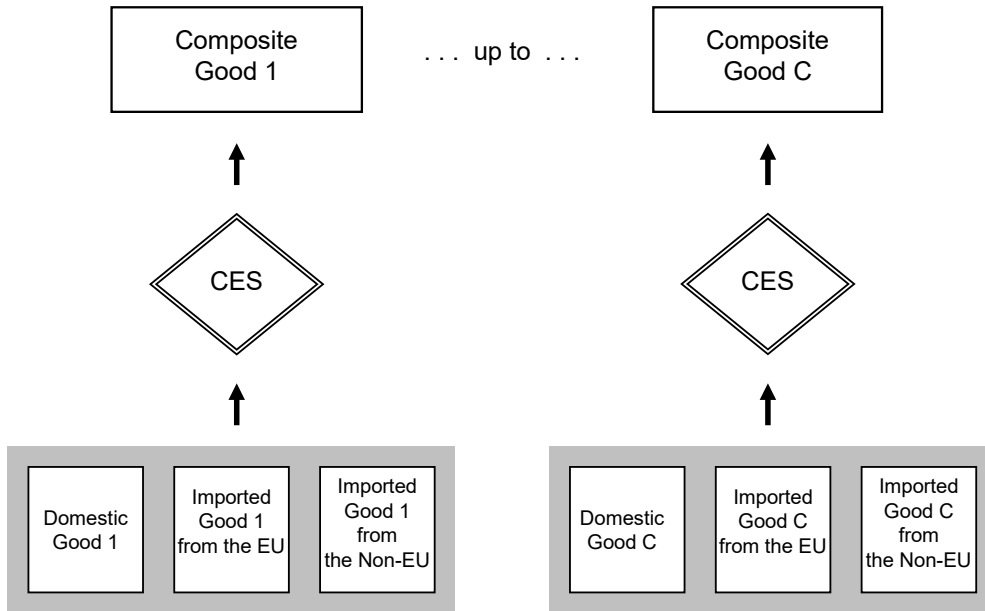 Composite
Good 1
. . . up to . . .
Composite
Good C
CES
CES
Domestic
Good 1
Imported
Good 1
from the EU
Imported
Good 1
from
the Non-EU
Domestic
Good C
Imported
Good C
from the EU
Imported
Good C
from
the Non-EU